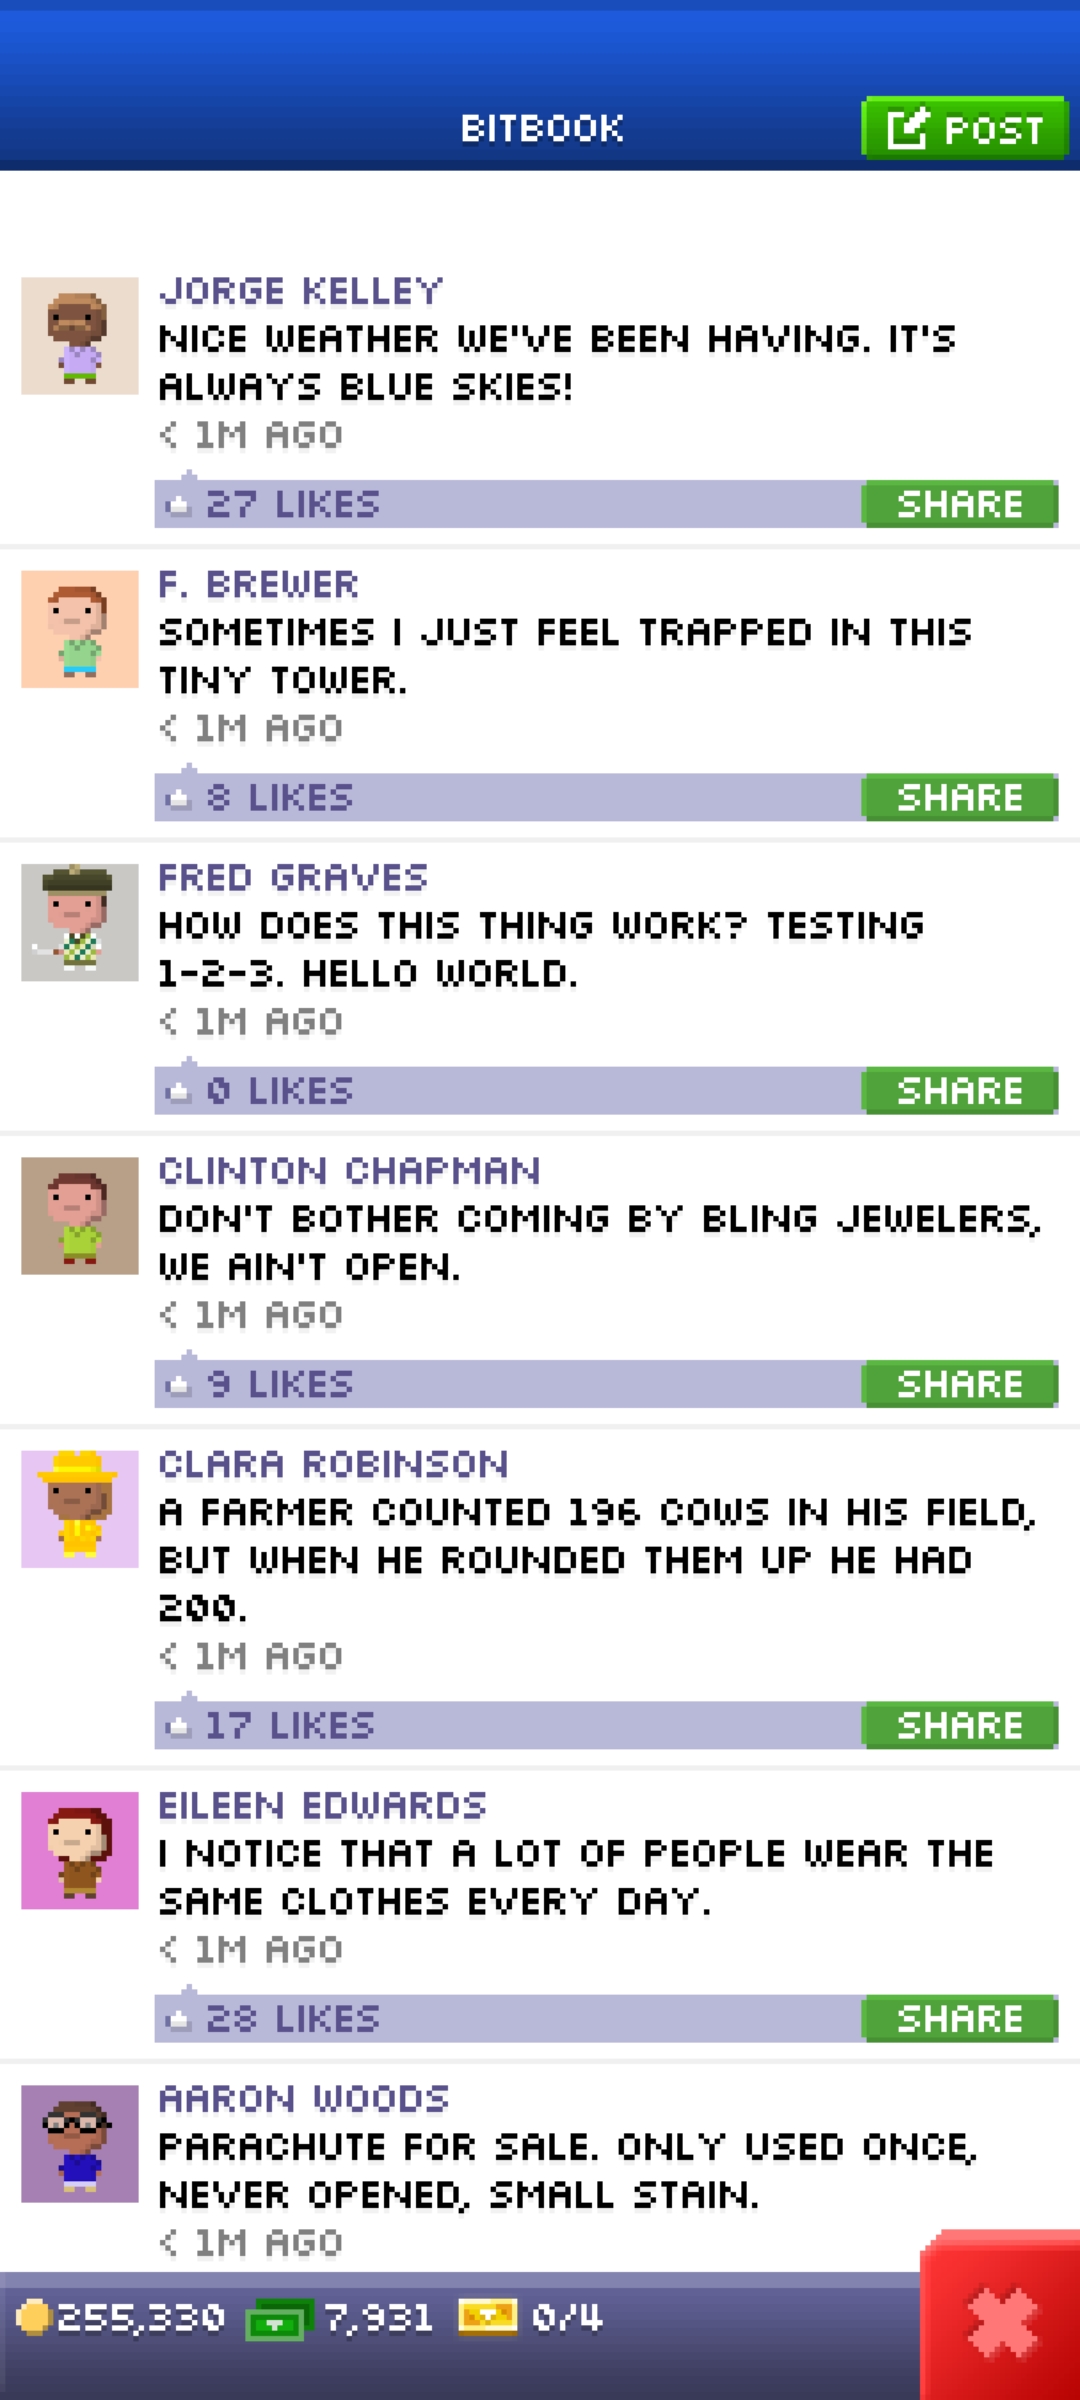 BITBOOK
POST
JORGE KELLEY
NICE WEATHER WE'VE BEEN HAVING. IT'S
ALWAYS BLUE SKIES!
< 1M AGO
27 LIKES
SHARE
F. BREWER
SOMETIMES I JUST FEEL TRAPPED IN THIS
TINY TOWER.
< 1M AGO
8 LIKES
SHARE
FRED GRAVES
HOW DOES THIS THING WORK? TESTING
1-2-3. HELLO WORLD.
< 1M AGO
0 LIKES
SHARE
CLINTON CHAPMAN
DON'T BOTHER COMING BY BLING JEWELERS,
WE AIN'T OPEN.
< 1M AGO
9 LIKES
SHARE
CLARA ROBINSON
A FARMER COUNTED 196 COWS IN HIS FIELD,
BUT WHEN HE ROUNDED THEM UP HE HAD
200.
< 1M AGO
17 LIKES
SHARE
EILEEN EDWARDS
I NOTICE THAT A LOT OF PEOPLE WEAR THE
SAME CLOTHES EVERY DAY.
< 1M AGO
28 LIKES
SHARE
AARON WOODS
PARACHUTE FOR SALE. ONLY USED ONCE,
NEVER OPENED, SMALL STAIN.
< 1M AGO
255,330
7,931
0/4